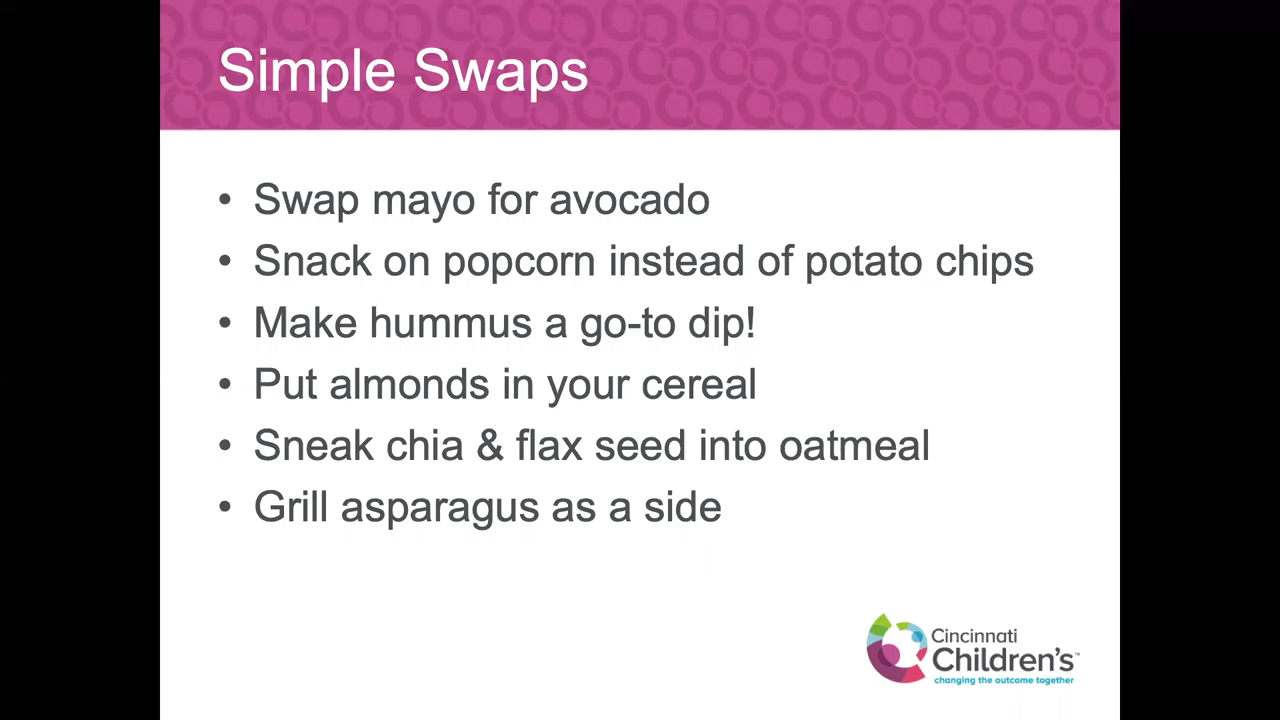 Simple Swaps
• Swap mayo for avocado
• Snack on popcorn instead of potato chips
• Make hummus a go-to dip!
• Put almonds in your cereal
• Sneak chia & flax seed into oatmeal
• Grill asparagus as a side
Cincinnati
Children's™
changing the outcome together